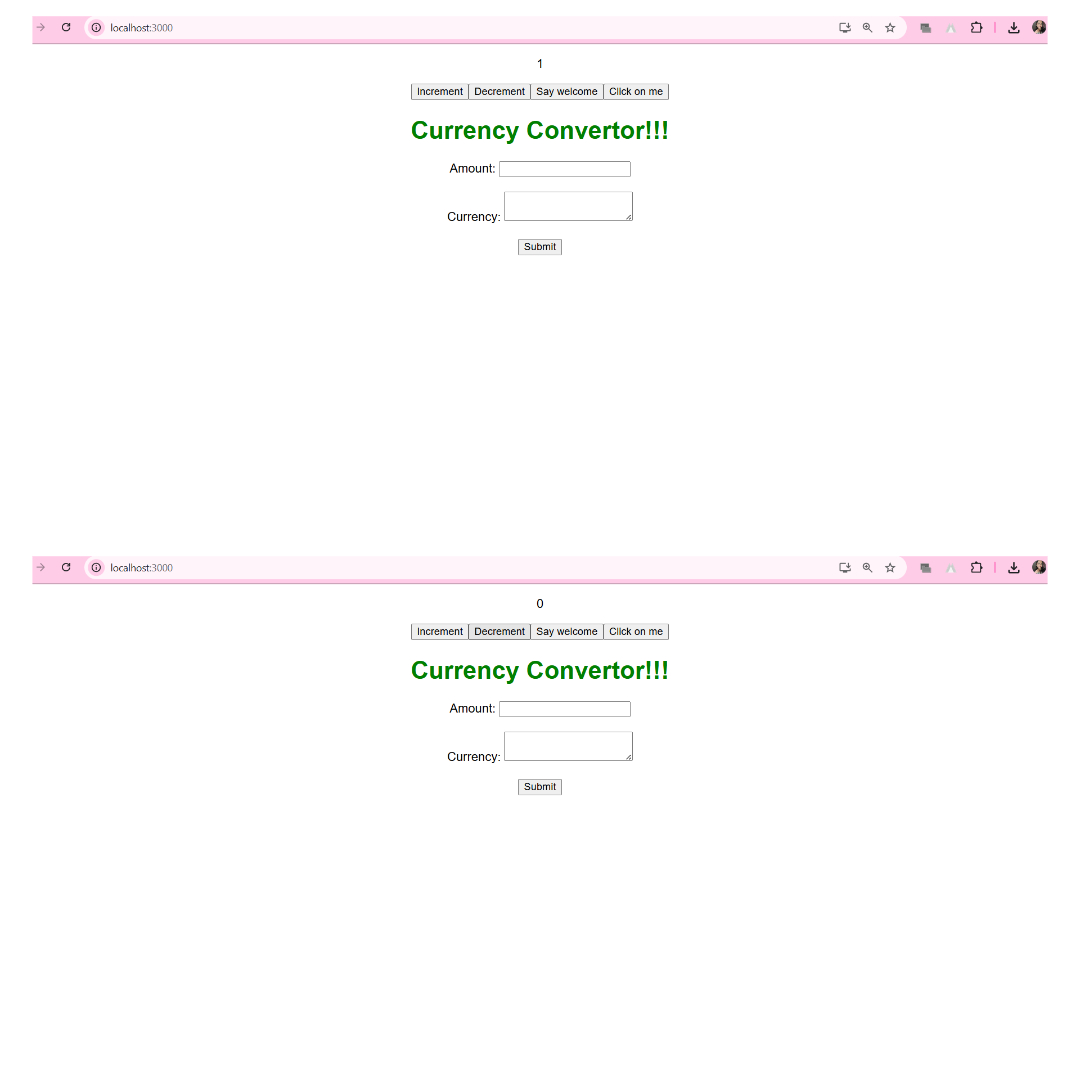 localhost:3000
1
Increment Decrement Say welcome Click on me
Currency Convertor!!!
Amount:
Currency:
Submit
localhost:3000
0
Increment Decrement Say welcome Click on me
Currency Convertor!!!
Amount:
Currency:
Submit